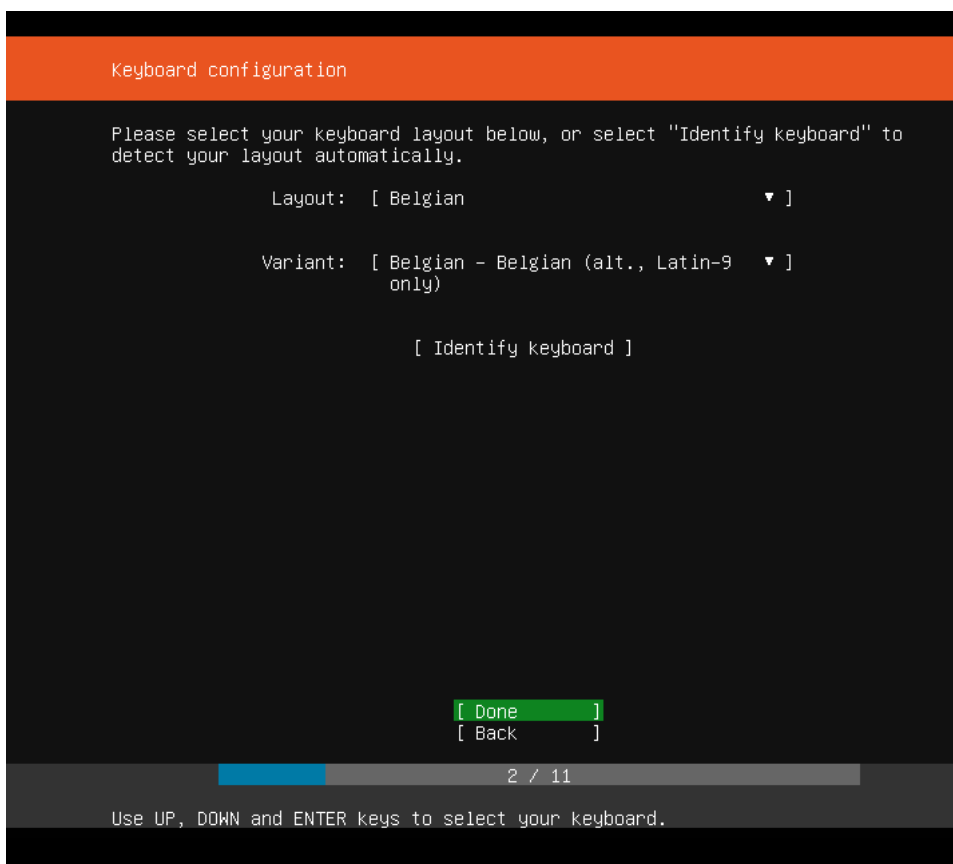 Keyboard configuration
Please select your keyboard layout below, or select "Identify keyboard" to
detect your layout automatically.
Layout: [ Belgian ▾ ]
Variant: [ Belgian - Belgian (alt., Latin-9 ▾ ]
only)
[ Identify keyboard ]
[ Done ]
[ Back ]
2 / 11
Use UP, DOWN and ENTER keys to select your keyboard.